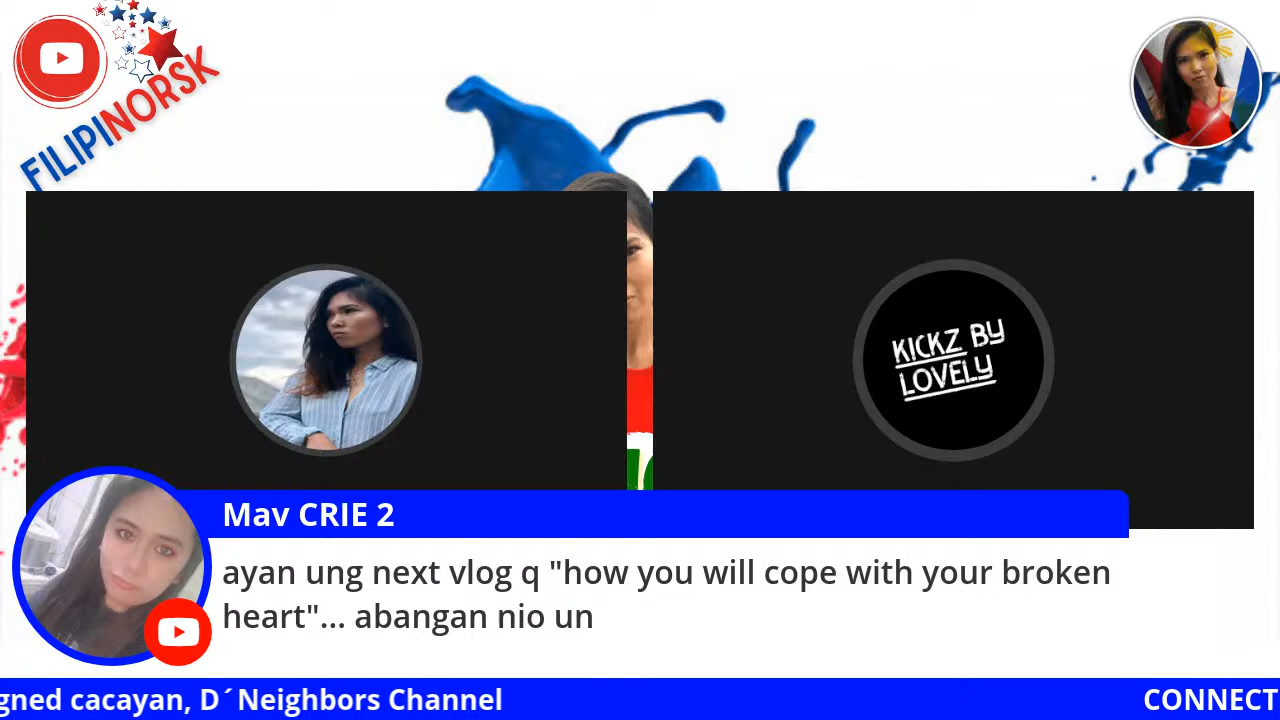 FILIPINORSK
KICKZ BY
LOVELY
Mav CRIE 2
ayan ung next vlog q "how you will cope with your broken
heart"... abangan nio un
gned cacayan, D´Neighbors Channel
CONNECT